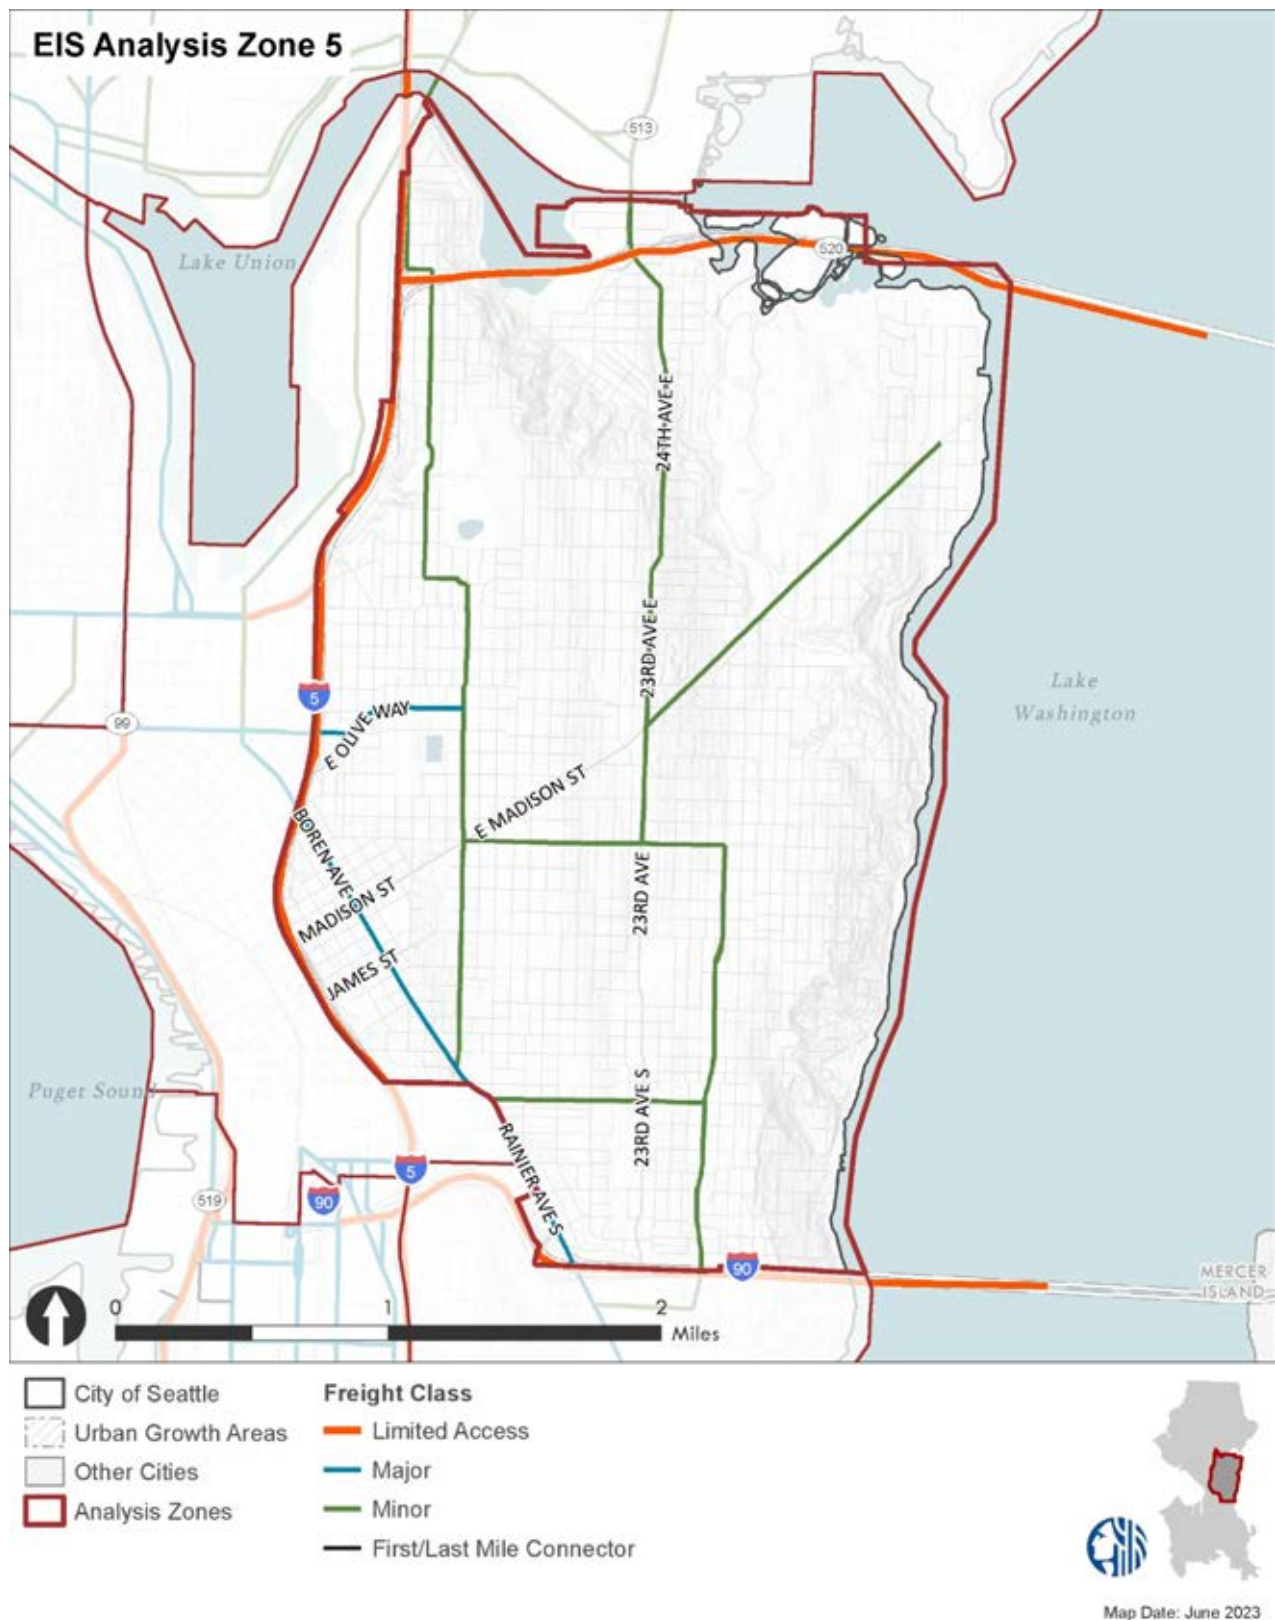 EIS Analysis Zone 5
513
Lake Union
520
24TH AVE E
23RD AVE E
Lake
Washington
5
99
E OLIVE WAY
E MADISON ST
BOREN AVE
23RD AVE
MADISON ST
JAMES ST
Puget Sound
23RD AVE S
RAINIER AVE S
5
90
519
90
MERCER
ISLAND
0 1 2
Miles
City of Seattle
Urban Growth Areas
Other Cities
Analysis Zones
Freight Class
Limited Access
Major
Minor
First/Last Mile Connector
Map Date: June 2023